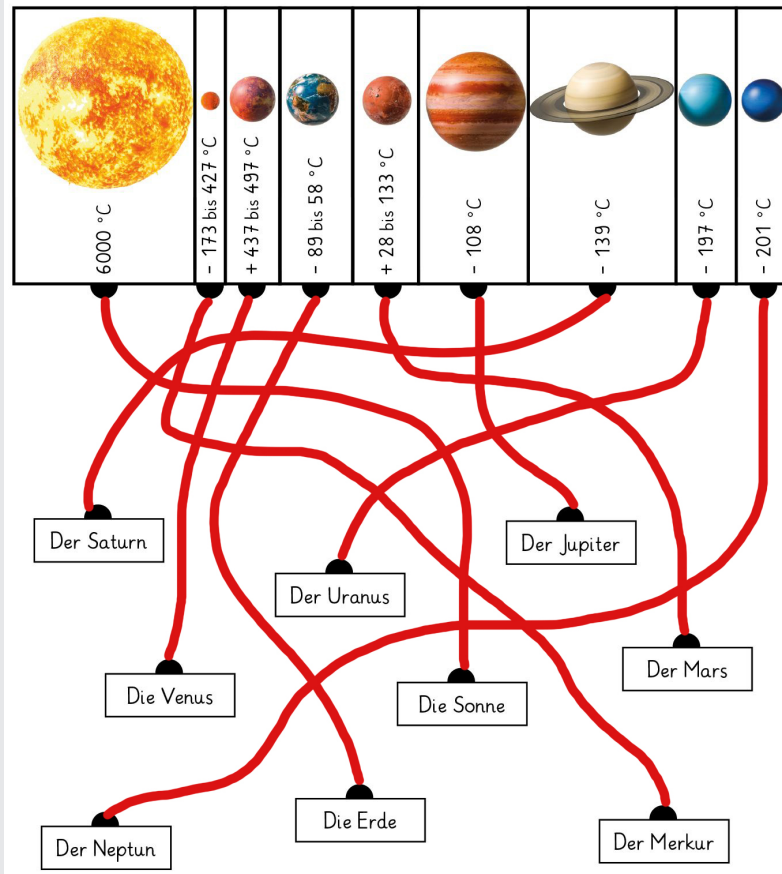 6000 °C
- 173 bis 427 °C
+ 437 bis 497 °C
- 89 bis 58 °C
+ 28 bis 133 °C
- 108 °C
- 139 °C
- 197 °C
- 201 °C
Der Saturn
Der Jupiter
Der Uranus
Der Mars
Die Venus
Die Sonne
Die Erde
Der Neptun
Der Merkur